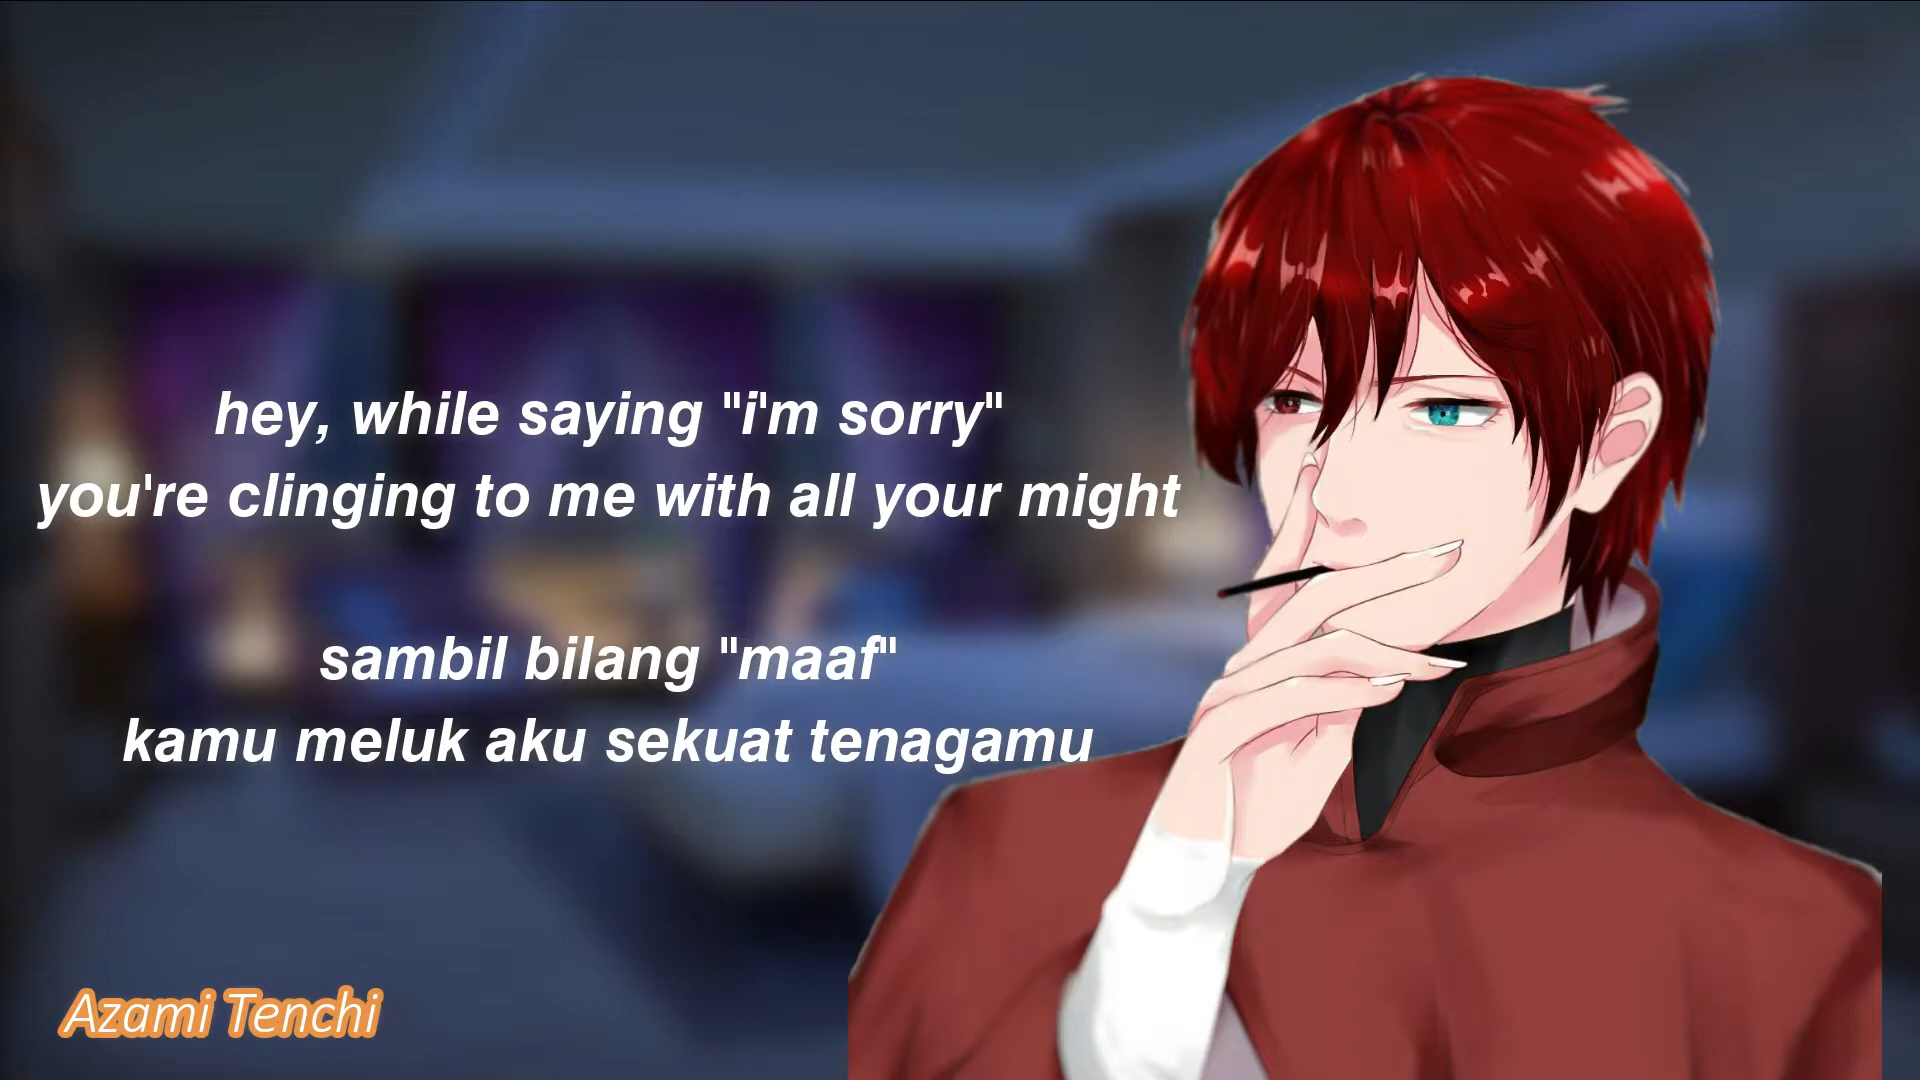 hey, while saying "i'm sorry"
you're clinging to me with all your might
sambil bilang "maaf"
kamu meluk aku sekuat tenagamu
Azami Tenchi